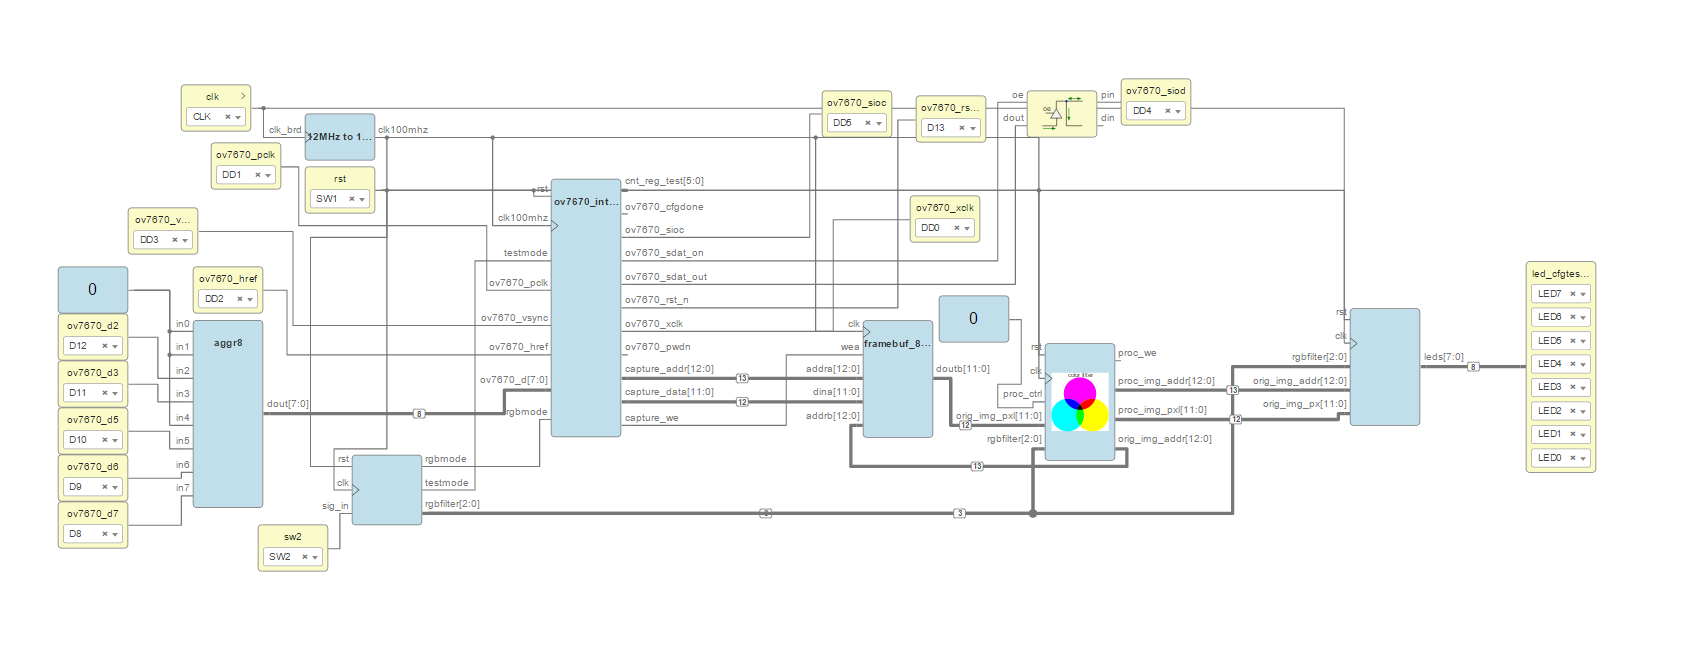 clk
CLK
clk_brd
12MHz to 1...
clk100mhz
ov7670_pclk
DD1
rst
SW1
ov7670_v...
DD3
ov7670_href
DD2
0
ov7670_d2
D12
ov7670_d3
D11
ov7670_d5
D10
ov7670_d6
D9
ov7670_d7
D8
in0
in1
in2
in3
in4
in5
in6
in7
aggr8
dout[7:0]
8
sw2
SW2
rst
clk
sig_in
rgbmode
testmode
rgbfilter[2:0]
3
rst
clk100mhz
testmode
ov7670_pclk
ov7670_vsync
ov7670_href
ov7670_d[7:0]
rgbmode
ov7670_int...
cnt_reg_test[5:0]
ov7670_cfgdone
ov7670_sioc
ov7670_sdat_on
ov7670_sdat_out
ov7670_rst_n
ov7670_xclk
ov7670_pwdn
capture_addr[12:0]
capture_data[11:0]
capture_we
13
12
ov7670_sioc
DD5
ov7670_rs...
D13
oe
dout
oe
pin
din
ov7670_siod
DD4
ov7670_xclk
DD0
0
clk
wea
addra[12:0]
dina[11:0]
addrb[12:0]
framebuf_8...
doutb[11:0]
12
13
3
rst
clk
proc_ctrl
orig_img_pxl[11:0]
rgbfilter[2:0]
color filter
proc_we
proc_img_addr[12:0]
proc_img_pxl[11:0]
orig_img_addr[12:0]
13
12
rst
clk
rgbfilter[2:0]
orig_img_addr[12:0]
orig_img_px[11:0]
leds[7:0]
8
led_cfgtes...
LED7
LED6
LED5
LED4
LED3
LED2
LED1
LED0